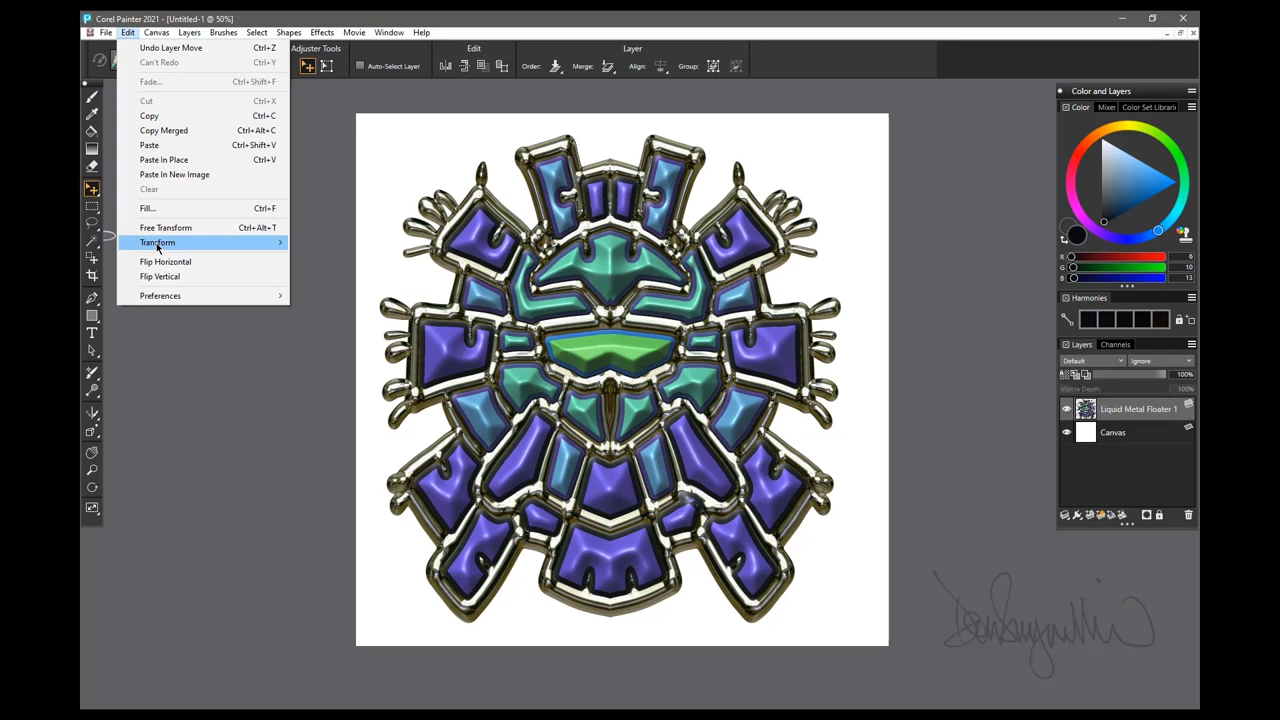 Corel Painter 2021 - [Untitled-1 @ 50%]
File Edit Canvas Layers Brushes Select Shapes Effects Movie Window Help
Undo Layer Move Ctrl+Z
Can't Redo Ctrl+Y
Fade... Ctrl+Shift+F
Cut Ctrl+X
Copy Ctrl+C
Copy Merged Ctrl+Alt+C
Paste Ctrl+Shift+V
Paste In Place Ctrl+V
Paste In New Image
Clear
Fill... Ctrl+F
Free Transform Ctrl+Alt+T
Transform
Flip Horizontal
Flip Vertical
Preferences
Adjuster Tools
Auto-Select Layer
Edit
Layer
Order: Merge: Align: Group:
Color and Layers
Color Mixer Color Set Librari
R 6
G 10
B 13
Harmonies
Layers Channels
Default Ignore
100%
Visible Depth: 100%
Liquid Metal Floater 1
Canvas